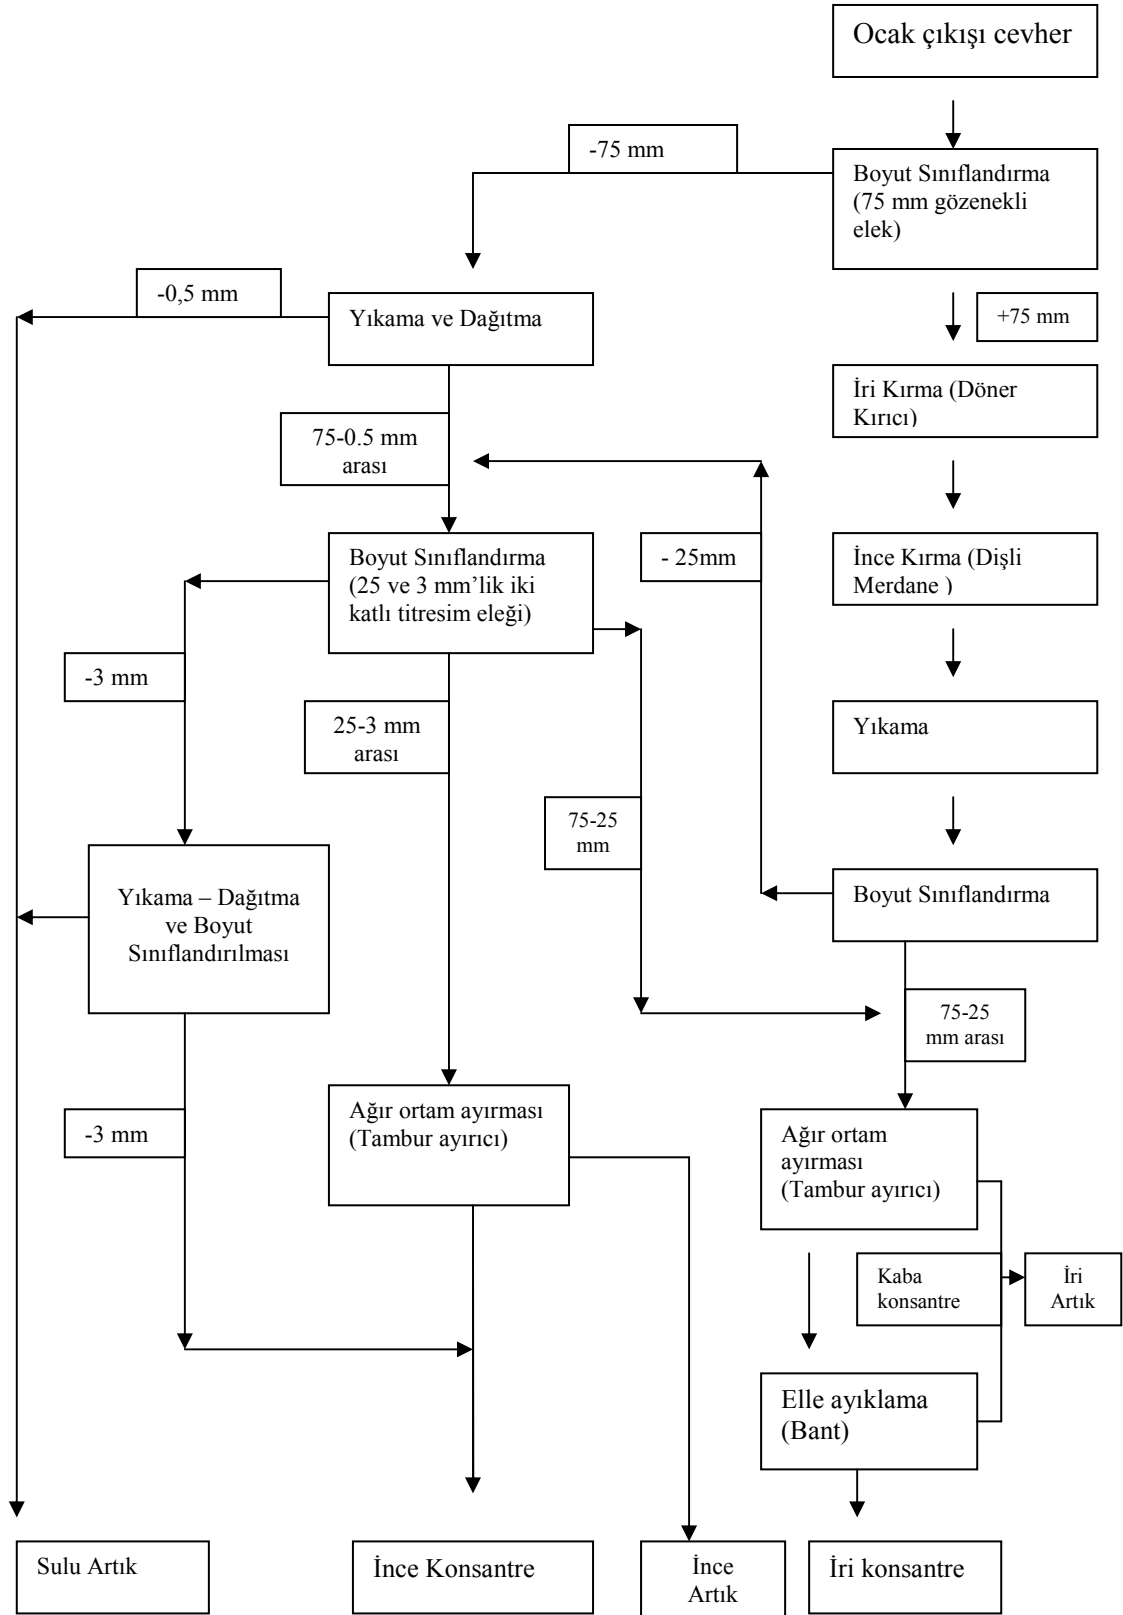 Ocak çıkışı cevher
-75 mm
Boyut Sınıflandırma
(75 mm gözenekli
elek)
-0,5 mm
Yıkama ve Dağıtma
+75 mm
İri Kırma (Döner
Kırıcı)
75-0.5 mm
arası
Boyut Sınıflandırma
(25 ve 3 mm’lik iki
katlı titresim eleği)
- 25mm
İnce Kırma (Dişli
Merdane )
-3 mm
25-3 mm
arası
Yıkama
75-25
mm
Yıkama – Dağıtma
ve Boyut
Sınıflandırılması
Boyut Sınıflandırma
75-25
mm arası
-3 mm
Ağır ortam ayırması
(Tambur ayırıcı)
Ağır ortam
ayırması
(Tambur ayırıcı)
Kaba
konsantre
İri
Artık
Elle ayıklama
(Bant)
Sulu Artık
İnce Konsantre
İnce
Artık
İri konsantre